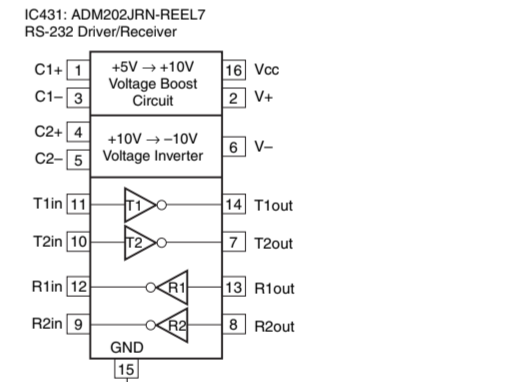 IC431: ADM202JRN-REEL7
RS-232 Driver/Receiver
C1+ 1 +5V → +10V 16 Vcc
Voltage Boost
C1– 3 Circuit 2 V+
C2+ 4
+10V → –10V 6 V–
C2– 5 Voltage Inverter
T1in 11 T1 14 T1out
T2in 10 T2 7 T2out
R1in 12 R1 13 R1out
R2in 9 R2 8 R2out
GND
15